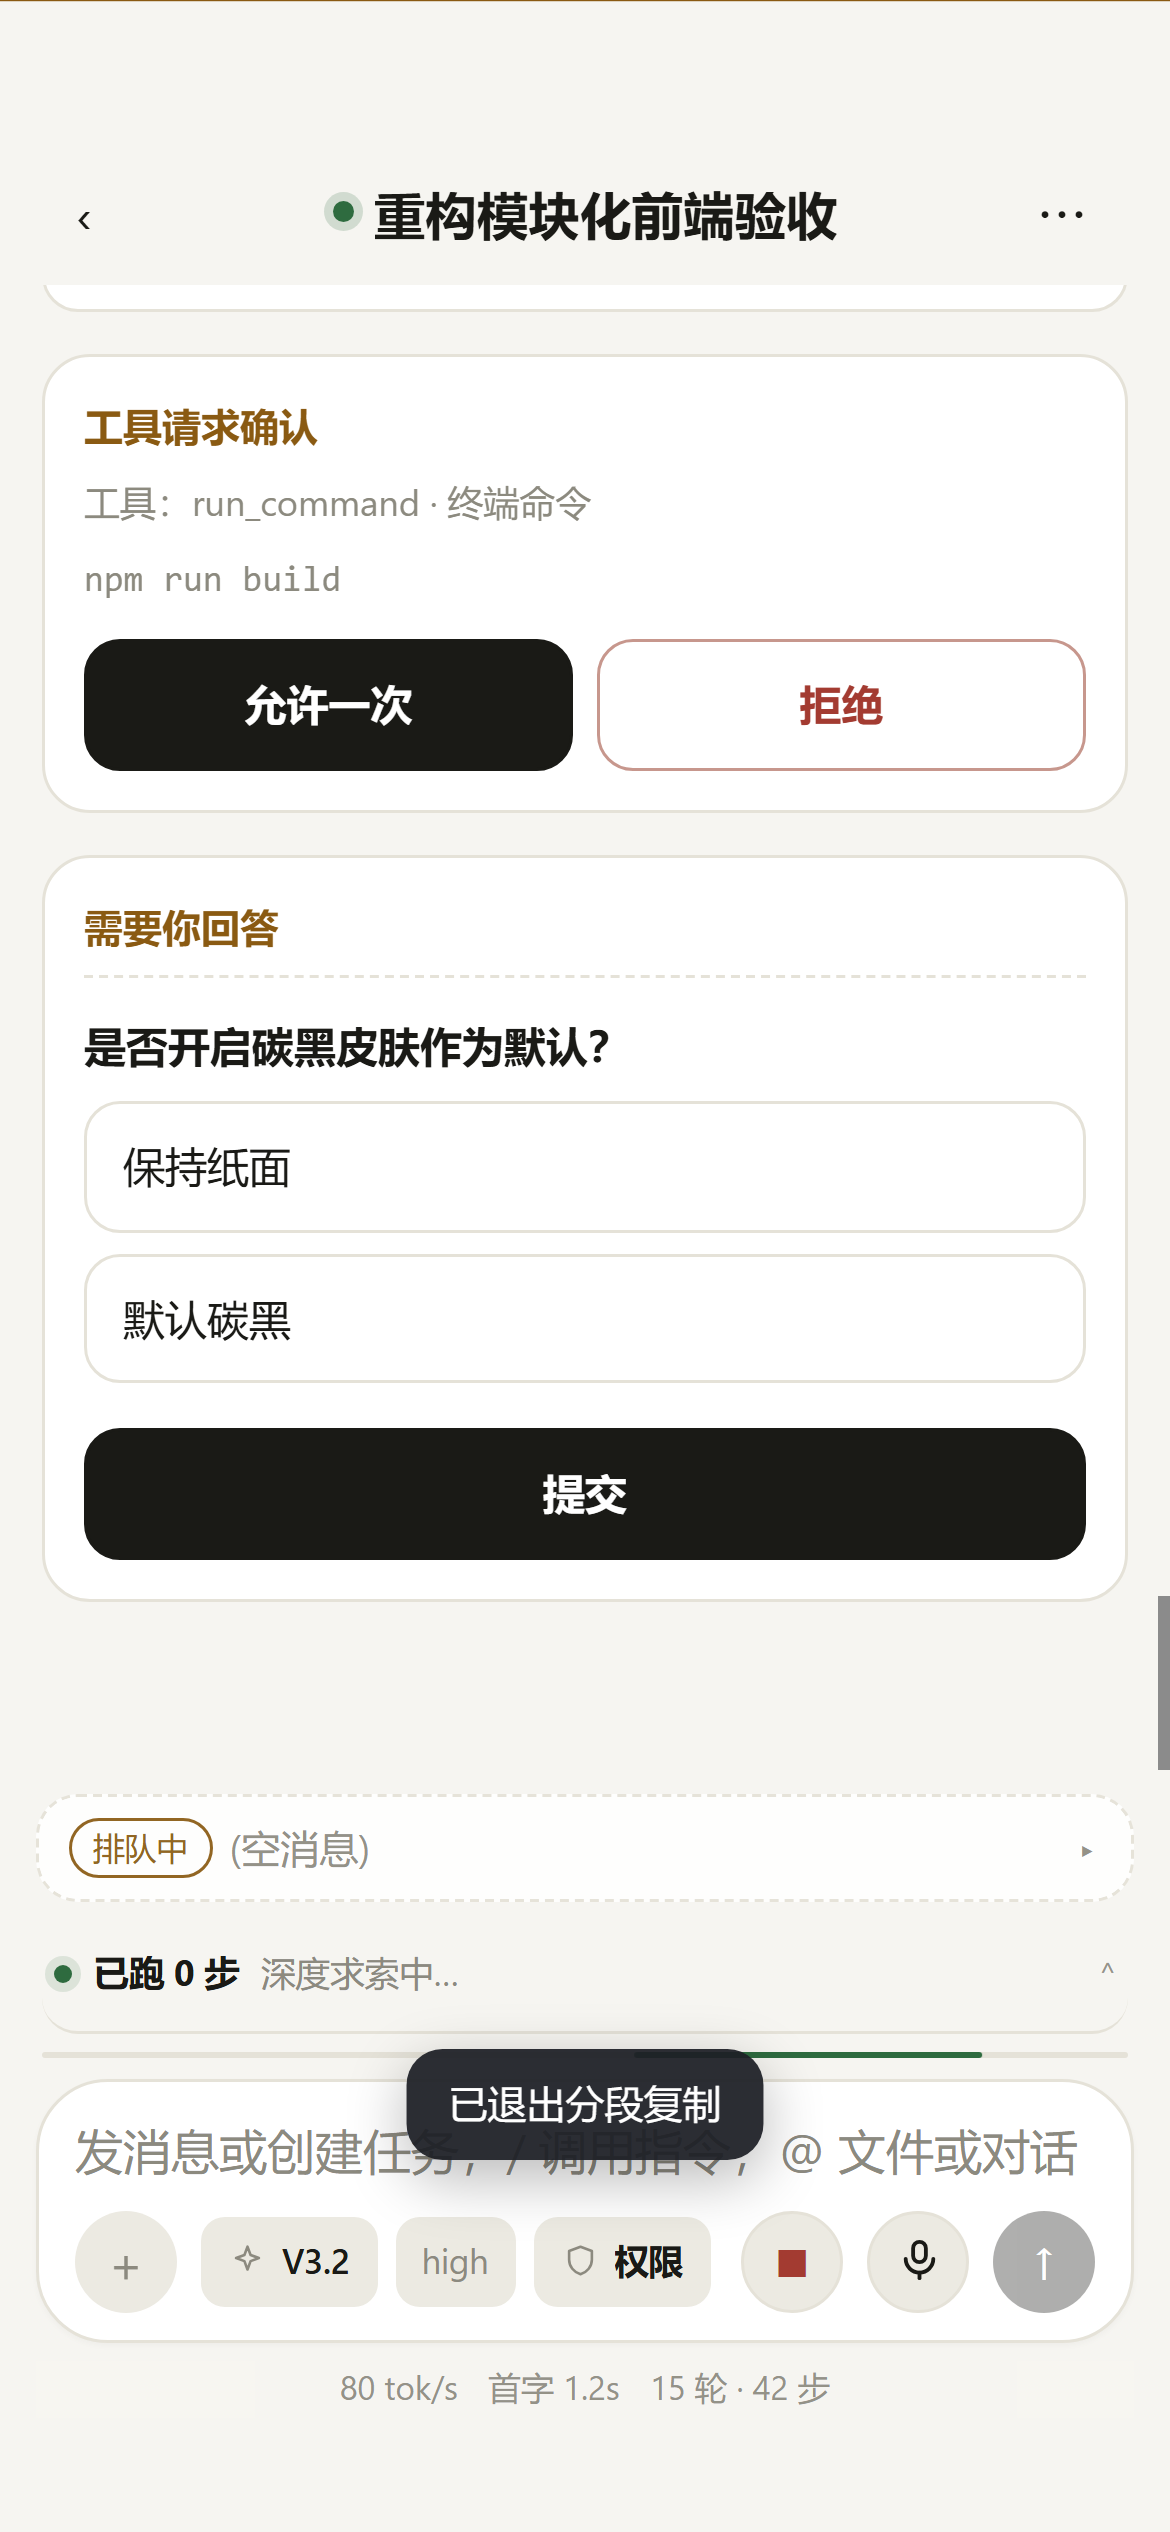 ‹ 重构模块化前端验收 ···
工具请求确认
工具：run_command · 终端命令
npm run build
允许一次 拒绝
需要你回答
是否开启碳黑皮肤作为默认？
保持纸面
默认碳黑
提交
排队中 (空消息) ▸
已跑 0 步 深度求索中... ^
已退出分段复制
发消息或创建任务，/ 调用指令，@ 文件或对话
+ V3.2 high 权限 ↑
80 tok/s 首字 1.2s 15 轮 · 42 步